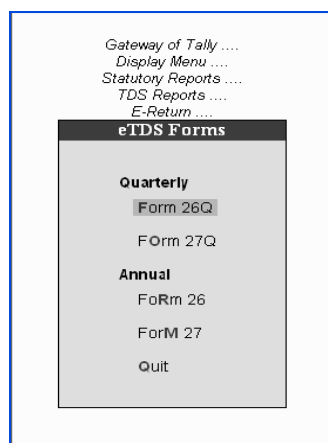 Gateway of Tally ....
Display Menu ....
Statutory Reports ....
TDS Reports ....
E-Return ....
eTDS Forms
Quarterly
Form 26Q
FOrm 27Q
Annual
FoRm 26
ForM 27
Quit